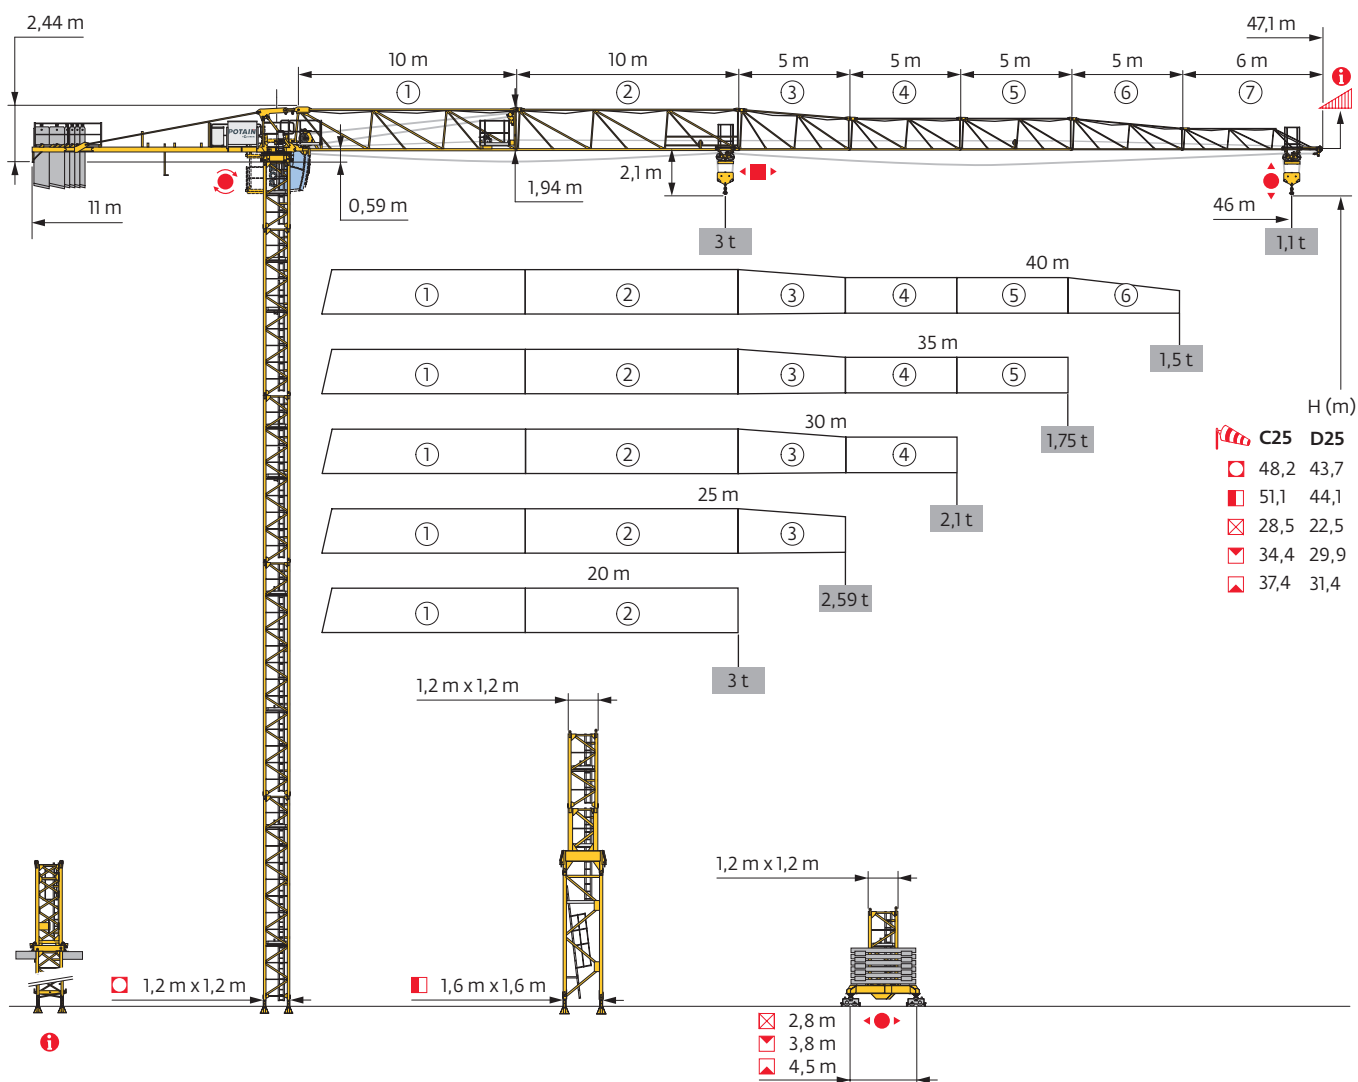 2,44 m
47,1 m
10 m 10 m 5 m 5 m 5 m 5 m 6 m
① ② ③ ④ ⑤ ⑥ ⑦
i
POTAIN
2,1 m
1,94 m
11 m
0,59 m
46 m
3 t
1,1 t
40 m
① ② ③ ④ ⑤ ⑥
1,5 t
35 m
① ② ③ ④ ⑤
1,75 t
30 m
① ② ③ ④
2,1 t
25 m
① ② ③
2,59 t
20 m
① ②
3 t
H (m)
C25 D25
48,2 43,7
51,1 44,1
28,5 22,5
34,4 29,9
37,4 31,4
1,2 m x 1,2 m
1,2 m x 1,2 m
1,2 m x 1,2 m
1,6 m x 1,6 m
i
2,8 m
3,8 m
4,5 m